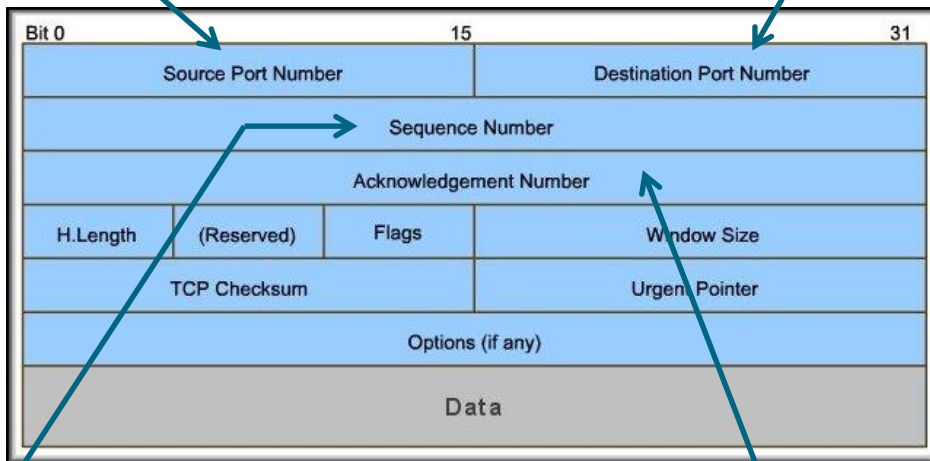 Bit 0 15 31
Source Port Number Destination Port Number
Sequence Number
Acknowledgement Number
H.Length (Reserved) Flags Window Size
TCP Checksum Urgent Pointer
Options (if any)
Data